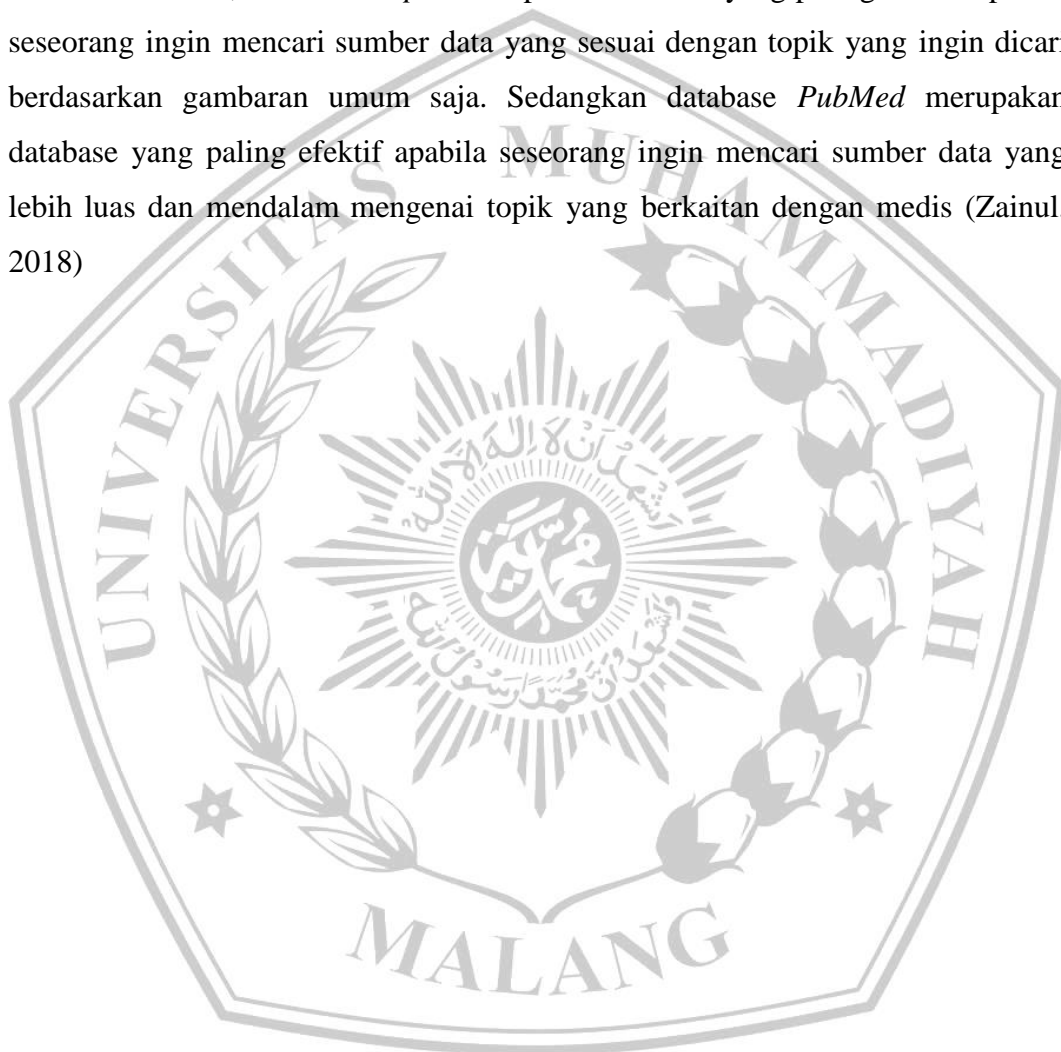 seseorang ingin mencari sumber data yang sesuai dengan topik yang ingin dicari
berdasarkan gambaran umum saja. Sedangkan database PubMed merupakan
database yang paling efektif apabila seseorang ingin mencari sumber data yang
lebih luas dan mendalam mengenai topik yang berkaitan dengan medis (Zainul,
2018)
UNIVERSITAS MUHAMMADIYAH
MALANG